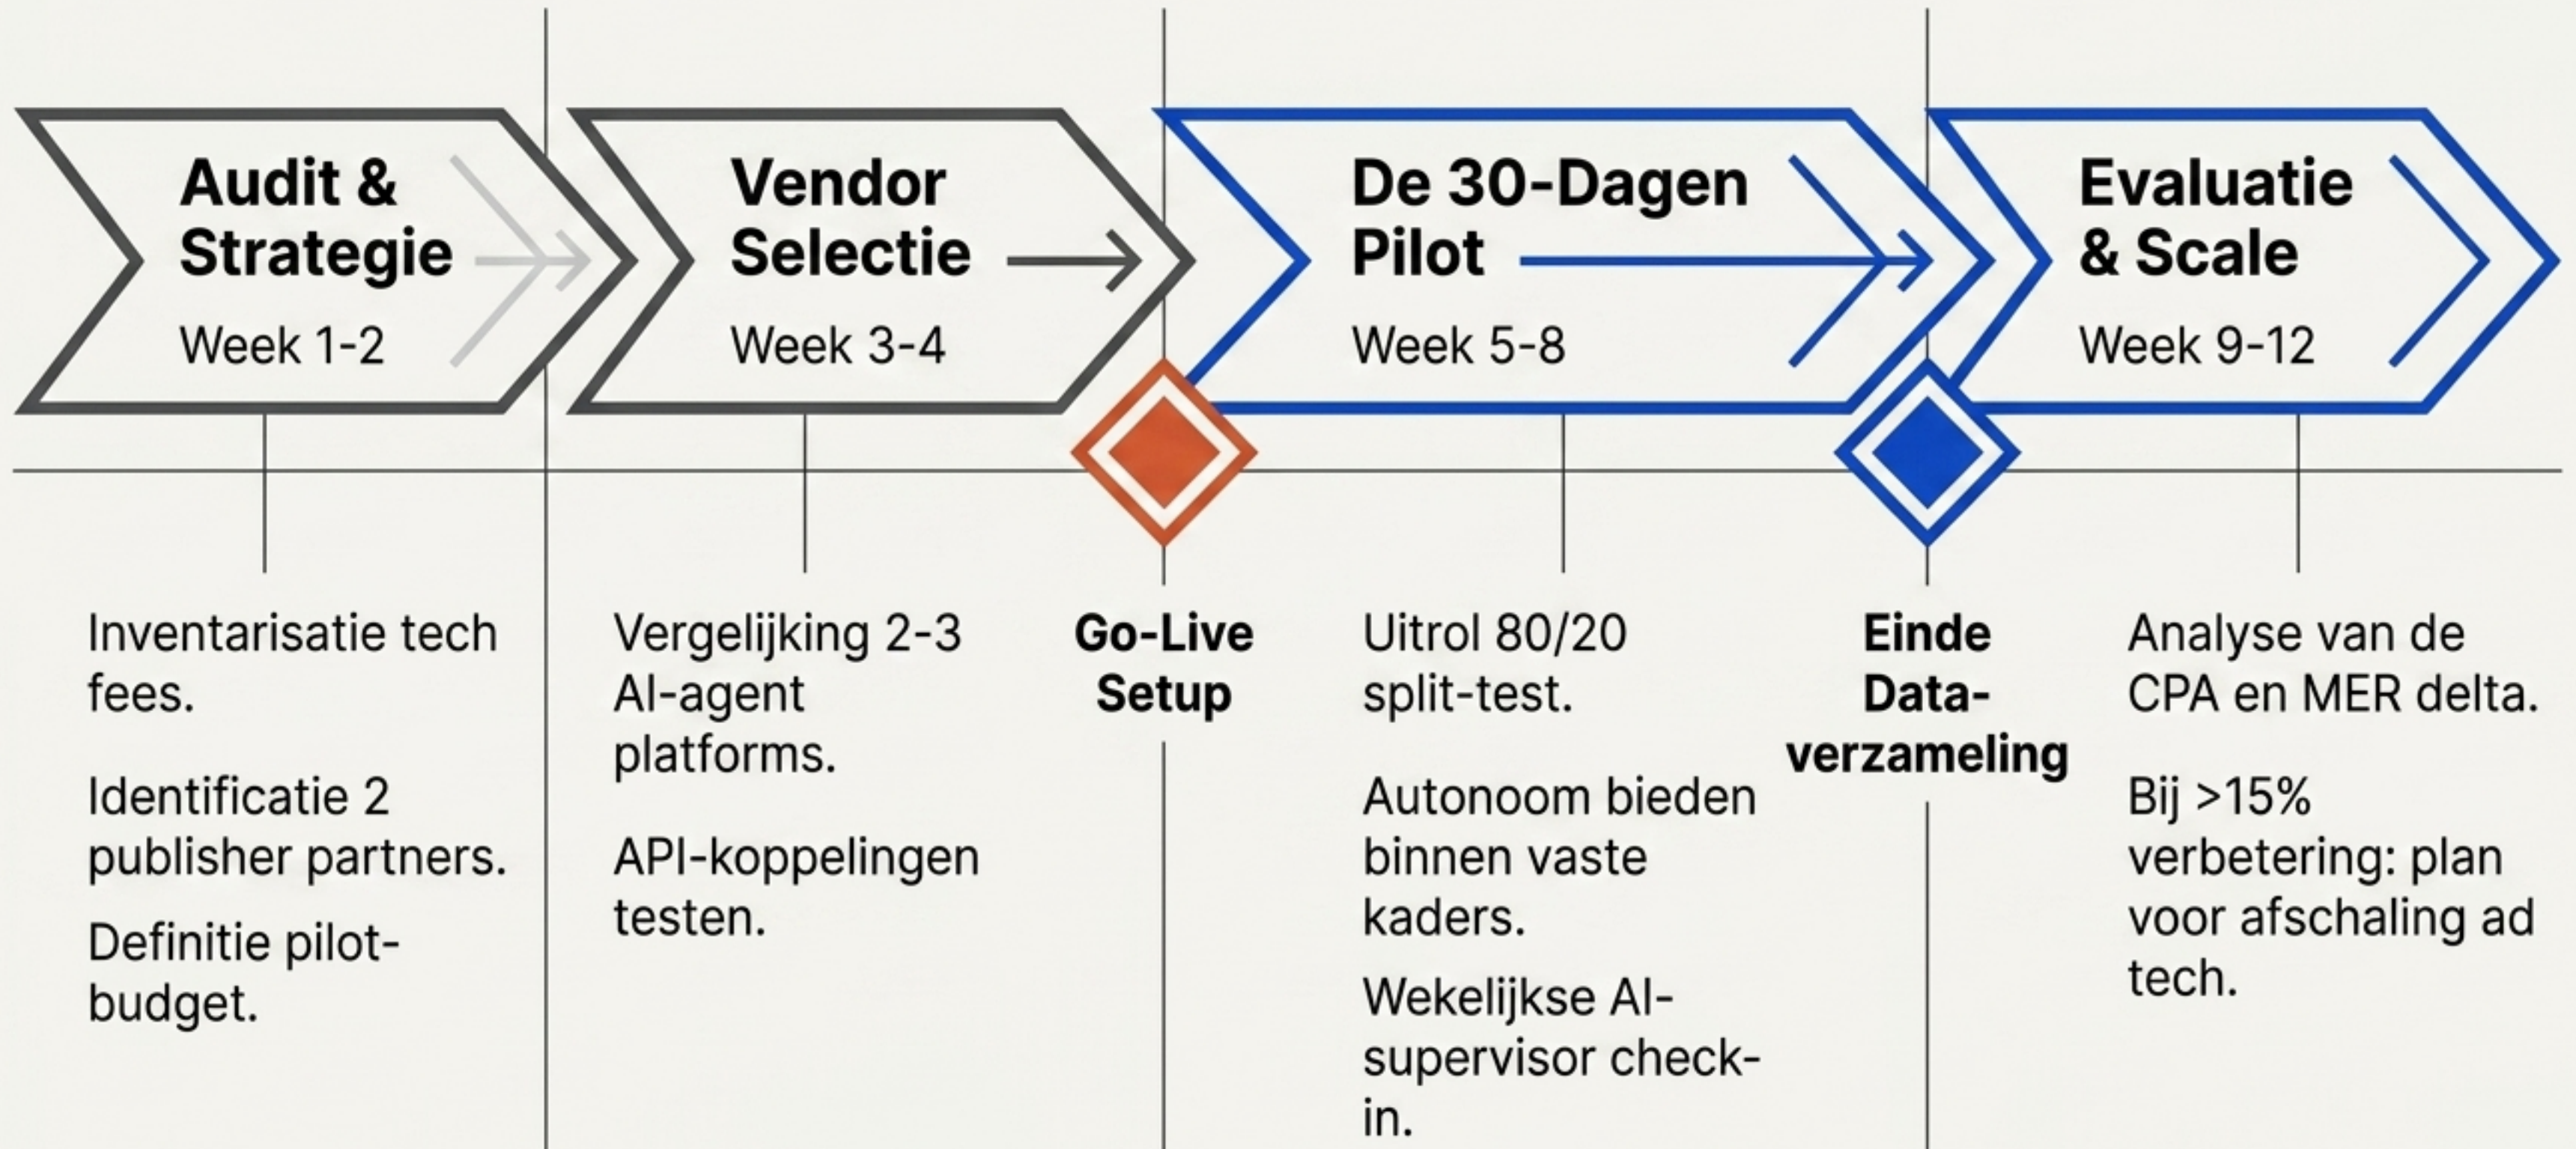 Audit &
Strategie
Week 1-2
Vendor
Selectie
Week 3-4
De 30-Dagen
Pilot
Week 5-8
Evaluatie
& Scale
Week 9-12
Inventarisatie tech
fees.
Identificatie 2
publisher partners.
Definitie pilot-
budget.
Vergelijking 2-3
AI-agent
platforms.
API-koppelingen
testen.
Go-Live
Setup
Uitrol 80/20
split-test.
Autonoom bieden
binnen vaste
kaders.
Wekelijkse AI-
supervisor check-
in.
Einde
Data-
verzameling
Analyse van de
CPA en MER delta.
Bij >15%
verbetering: plan
voor afschaling ad
tech.